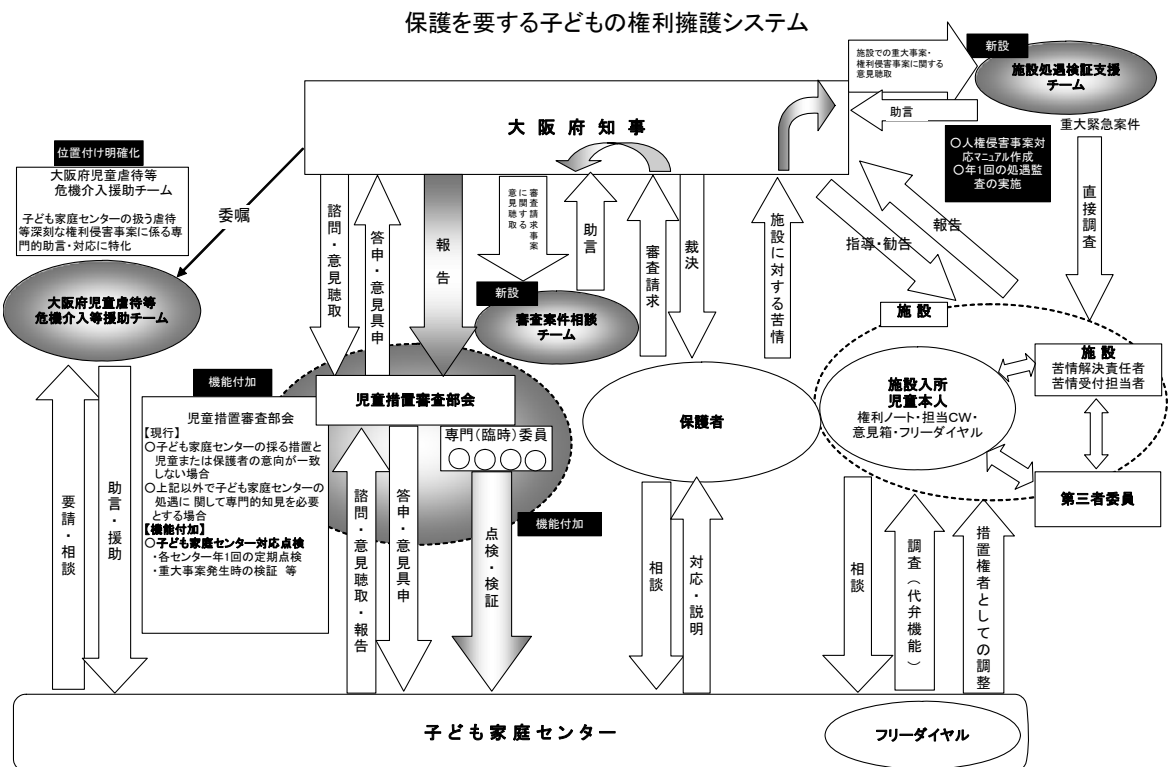 保護を要する子どもの権利擁護システム
施設での重大事案・
権利侵害事案に関する
意見聴取
新設
施設処遇検証支援
チーム
大阪府知事
助言
重大緊急案件
○人権侵害事案対
応マニュアル作成
○年1回の処遇監
査の実施
位置付け明確化
大阪府児童虐待等
危機介入援助チーム
子ども家庭センターの扱う虐待
等深刻な権利侵害事案に係る専
門的助言・対応に特化
委嘱
諮問・意見聴取
答申・意見具申
報告
審査請求事案
に関する
意見聴取
助言
審査請求
裁決
施設に対する苦情
指導・勧告
報告
直接調査
大阪府児童虐待等
危機介入等援助チーム
新設
審査案件相談
チーム
施設
施設
苦情解決責任者
苦情受付担当者
施設入所
児童本人
権利ノート・担当CW・
意見箱・フリーダイヤル
第三者委員
保護者
機能付加
児童措置審査部会
専門(臨時)委員
児童措置審査部会
【現行】
○子ども家庭センターの採る措置と
児童または保護者の意向が一致
しない場合
○上記以外で子ども家庭センターの
処遇に 関して専門的知見を必要
とする場合
【機能付加】
○子ども家庭センター対応点検
・各センター年1回の定期点検
・重大事案発生時の検証 等
機能付加
要請・相談
助言・援助
諮問・意見聴取・報告
答申・意見具申
点検・検証
相談
対応・説明
相談
調査(代弁機能)
措置権者としての調整
子ども家庭センター
フリーダイヤル